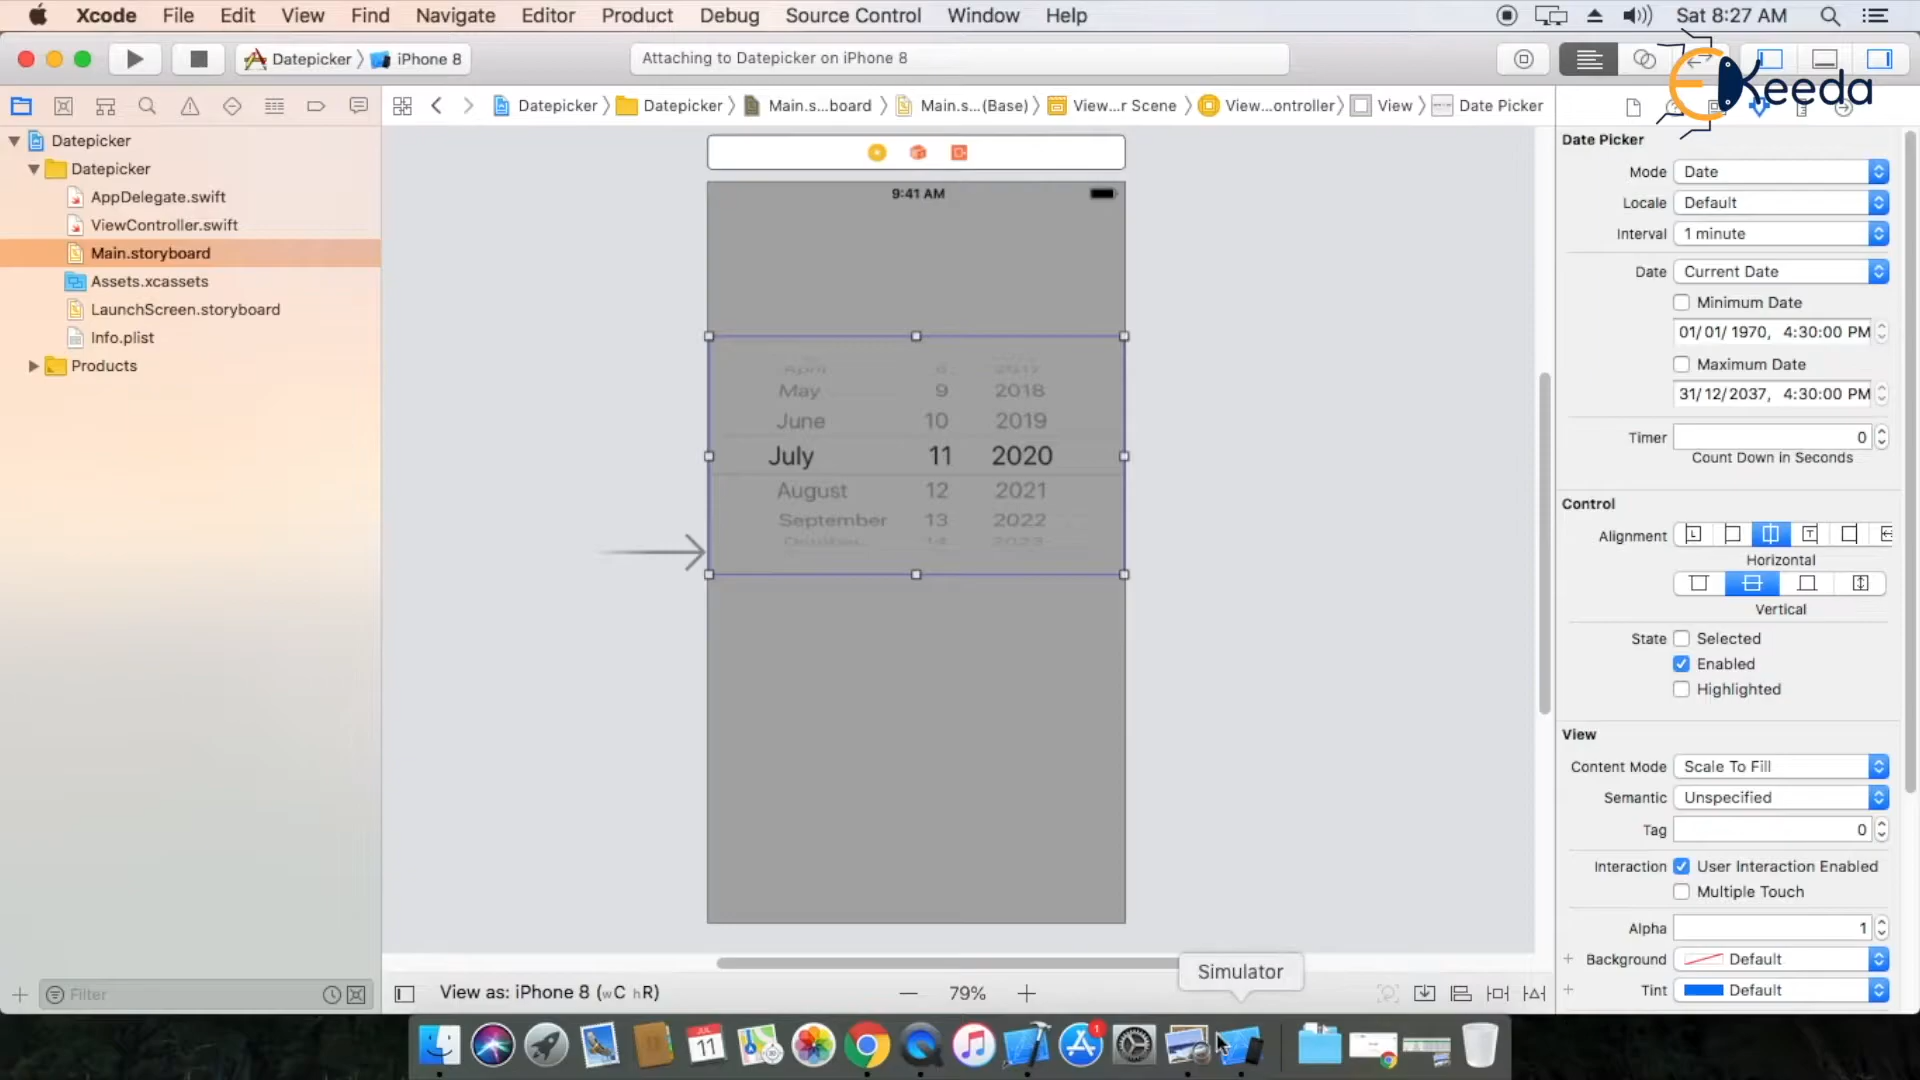 Xcode File Edit View Find Navigate Editor Product Debug Source Control Window Help
Sat 8:27 AM
Datepicker iPhone 8
Attaching to Datepicker on iPhone 8
Keeda
Datepicker Datepicker Main.s...board Main.s...(Base) View...r Scene View...ontroller View Date Picker
Datepicker
Datepicker
AppDelegate.swift
ViewController.swift
Main.storyboard
Assets.xcassets
LaunchScreen.storyboard
Info.plist
Products
Filter
9:41 AM
May 9 2018
June 10 2019
July 11 2020
August 12 2021
September 13 2022
View as: iPhone 8 (wC hR)
79%
Simulator
Date Picker
Mode Date
Locale Default
Interval 1 minute
Date Current Date
Minimum Date
01/01/1970, 4:30:00 PM
Maximum Date
31/12/2037, 4:30:00 PM
Timer 0
Count Down in Seconds
Control
Alignment
Horizontal
Vertical
State Selected
Enabled
Highlighted
View
Content Mode Scale To Fill
Semantic Unspecified
Tag 0
Interaction User Interaction Enabled
Multiple Touch
Alpha 1
Background Default
Tint Default
JUL
11
1